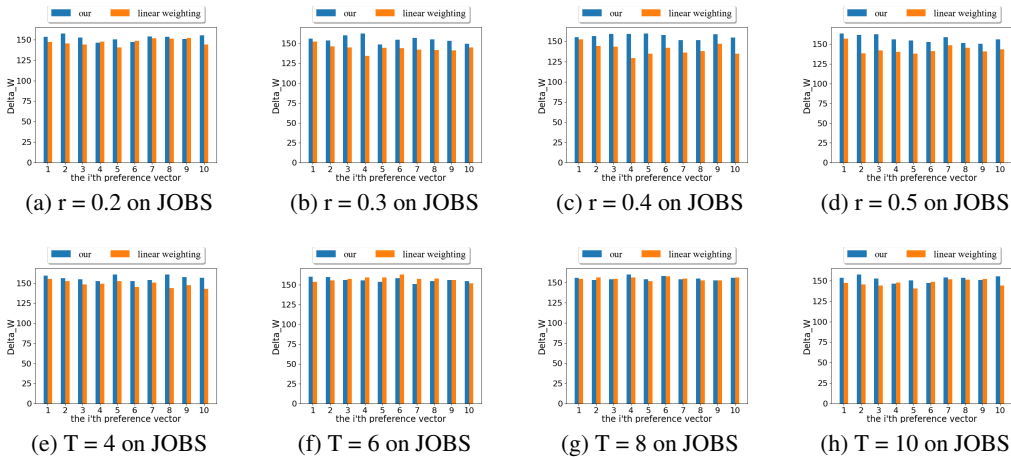 our linear weighting
our linear weighting
our linear weighting
our linear weighting
Delta_W
0 25 50 75 100 125 150
1 2 3 4 5 6 7 8 9 10
the i'th preference vector
Delta_W
0 25 50 75 100 125 150
1 2 3 4 5 6 7 8 9 10
the i'th preference vector
Delta_W
0 25 50 75 100 125 150
1 2 3 4 5 6 7 8 9 10
the i'th preference vector
Delta_W
0 25 50 75 100 125 150
1 2 3 4 5 6 7 8 9 10
the i'th preference vector
(a) r = 0.2 on JOBS
(b) r = 0.3 on JOBS
(c) r = 0.4 on JOBS
(d) r = 0.5 on JOBS
our linear weighting
our linear weighting
our linear weighting
our linear weighting
Delta_W
0 25 50 75 100 125 150
1 2 3 4 5 6 7 8 9 10
the i'th preference vector
Delta_W
0 25 50 75 100 125 150
1 2 3 4 5 6 7 8 9 10
the i'th preference vector
Delta_W
0 25 50 75 100 125 150
1 2 3 4 5 6 7 8 9 10
the i'th preference vector
Delta_W
0 25 50 75 100 125 150
1 2 3 4 5 6 7 8 9 10
the i'th preference vector
(e) T = 4 on JOBS
(f) T = 6 on JOBS
(g) T = 8 on JOBS
(h) T = 10 on JOBS